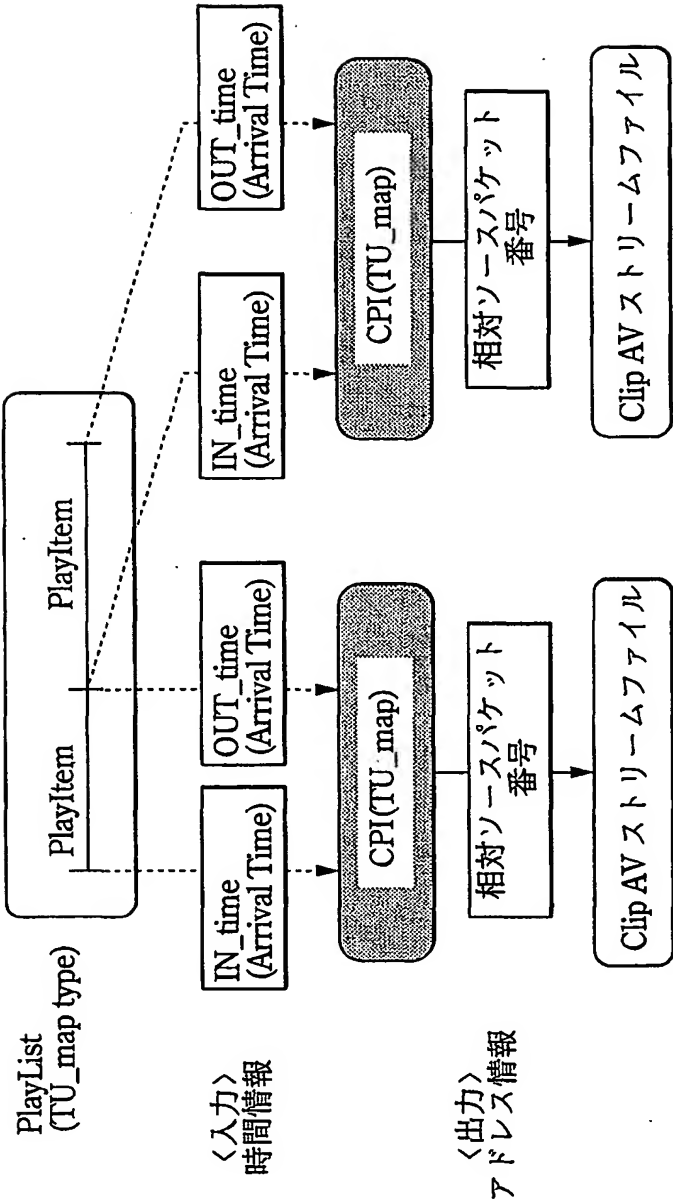 PlayList
(TU_map type)
PlayItem
PlayItem
〈入力〉
時間情報
IN_time
(Arrival Time)
OUT_time
(Arrival Time)
IN_time
(Arrival Time)
OUT_time
(Arrival Time)
CPI(TU_map)
CPI(TU_map)
〈出力〉
アドレス情報
相対ソースパケット
番号
相対ソースパケット
番号
Clip AV ストリームファイル
Clip AV ストリームファイル